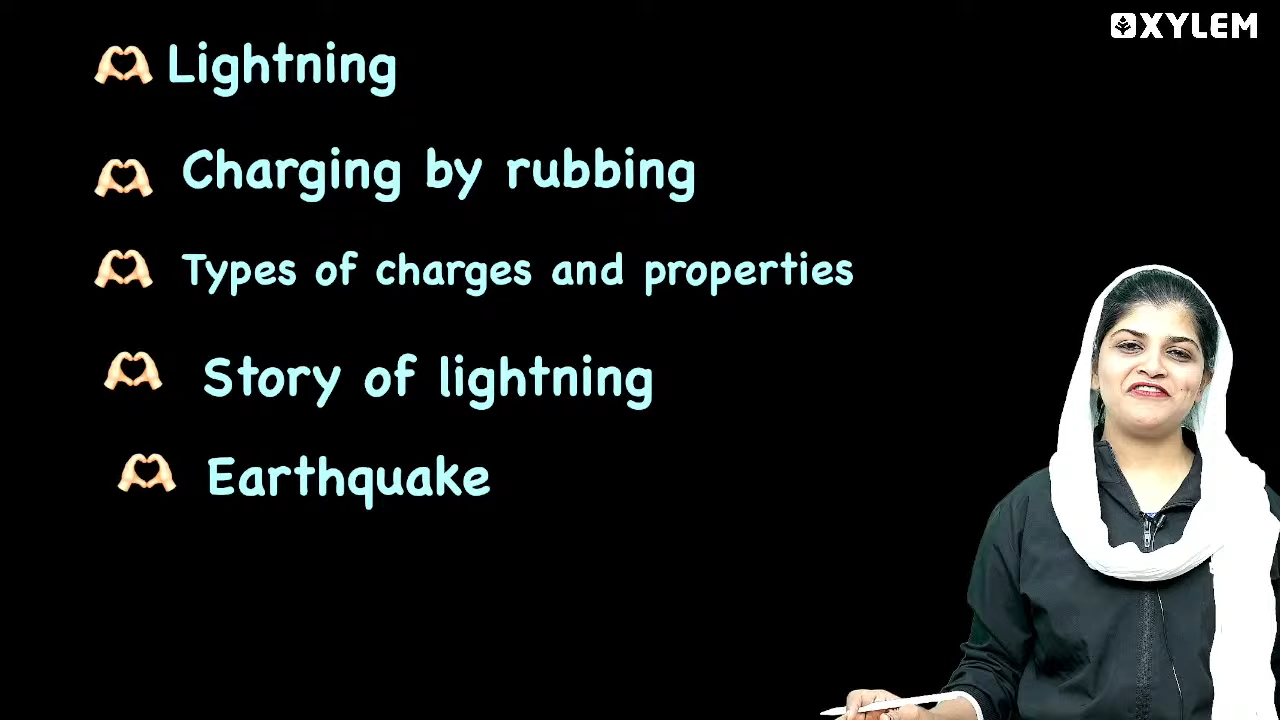 XYLEM
Lightning
Charging by rubbing
Types of charges and properties
Story of lightning
Earthquake